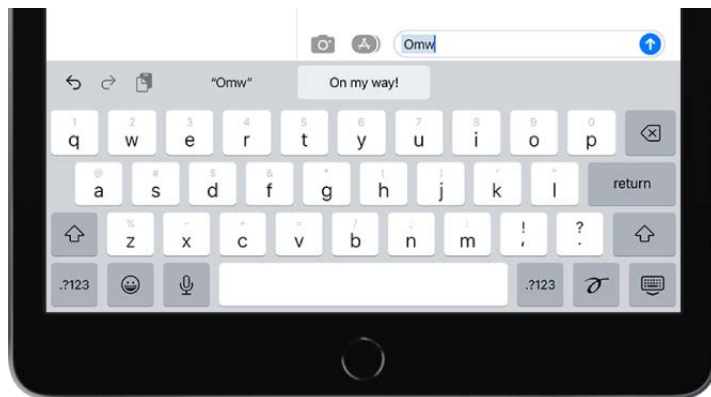 Omw
"Omw" On my way!
1 2 3 4 5 6 7 8 9 0
q w e r t y u i o p
@ # $ & * ( ) ' "
a s d f g h j k l return
% - + = / ; : ! ?
z x c v b n m , .
.?123 .?123